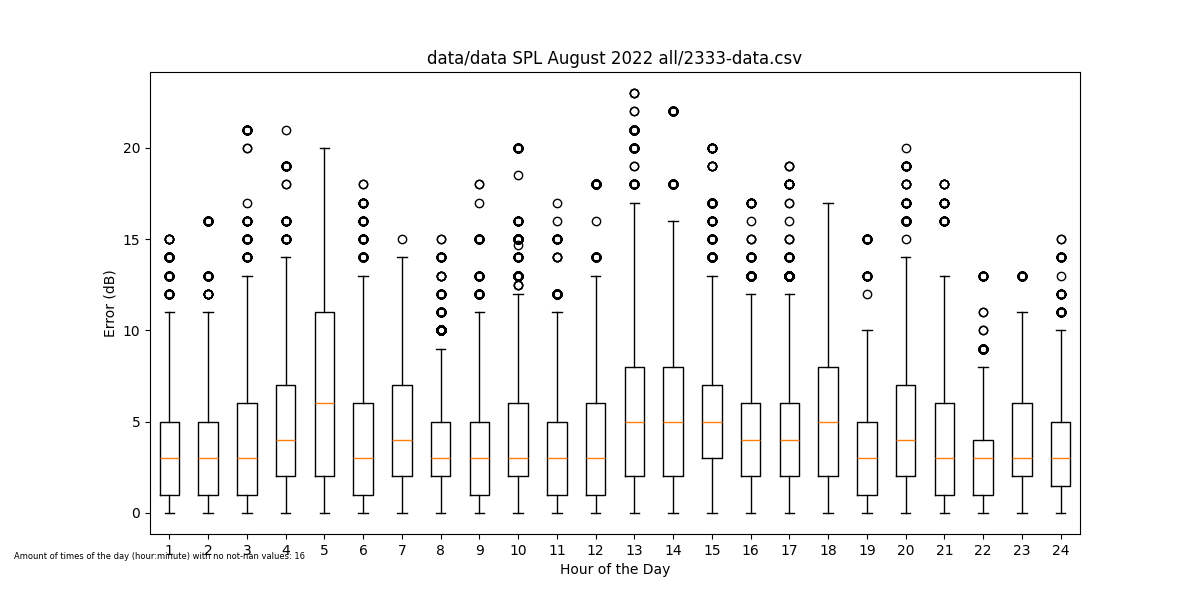 data/data SPL August 2022 all/2333-data.csv
20
15
10
5
0
Error (dB)
1 2 3 4 5 6 7 8 9 10 11 12 13 14 15 16 17 18 19 20 21 22 23 24
Amount of times of the day (hour:minute) with no not-nan values: 16
Hour of the Day